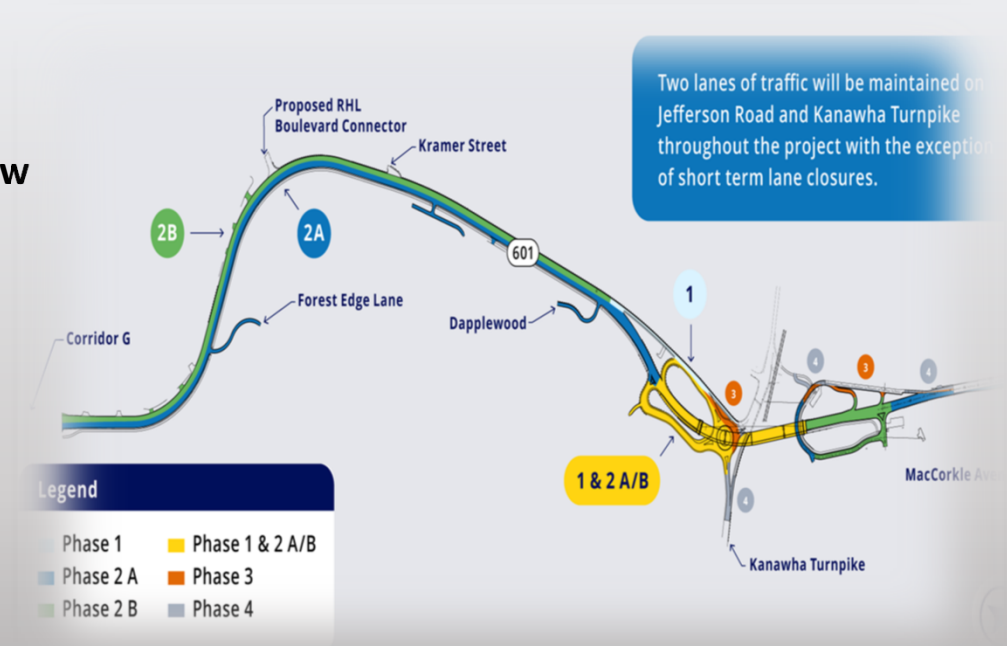 w
Proposed RHL
Boulevard Connector
Kramer Street
Two lanes of traffic will be maintained on
Jefferson Road and Kanawha Turnpike
throughout the project with the exception
of short term lane closures.
2B
2A
601
1
Forest Edge Lane
Dapplewood
Corridor G
4
3
4
3
1 & 2 A/B
MacCorkle Ave
4
Kanawha Turnpike
Legend
Phase 1
Phase 2 A
Phase 2 B
Phase 1 & 2 A/B
Phase 3
Phase 4